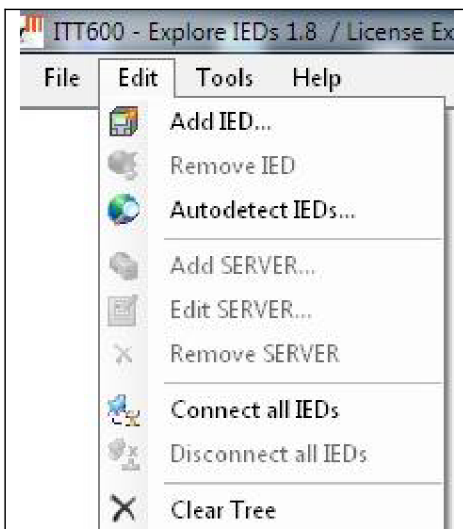 ITT600 - Explore IEDs 1.8 / License Ex
File Edit Tools Help
Add IED...
Remove IED
Autodetect IEDs...
Add SERVER...
Edit SERVER...
Remove SERVER
Connect all IEDs
Disconnect all IEDs
Clear Tree